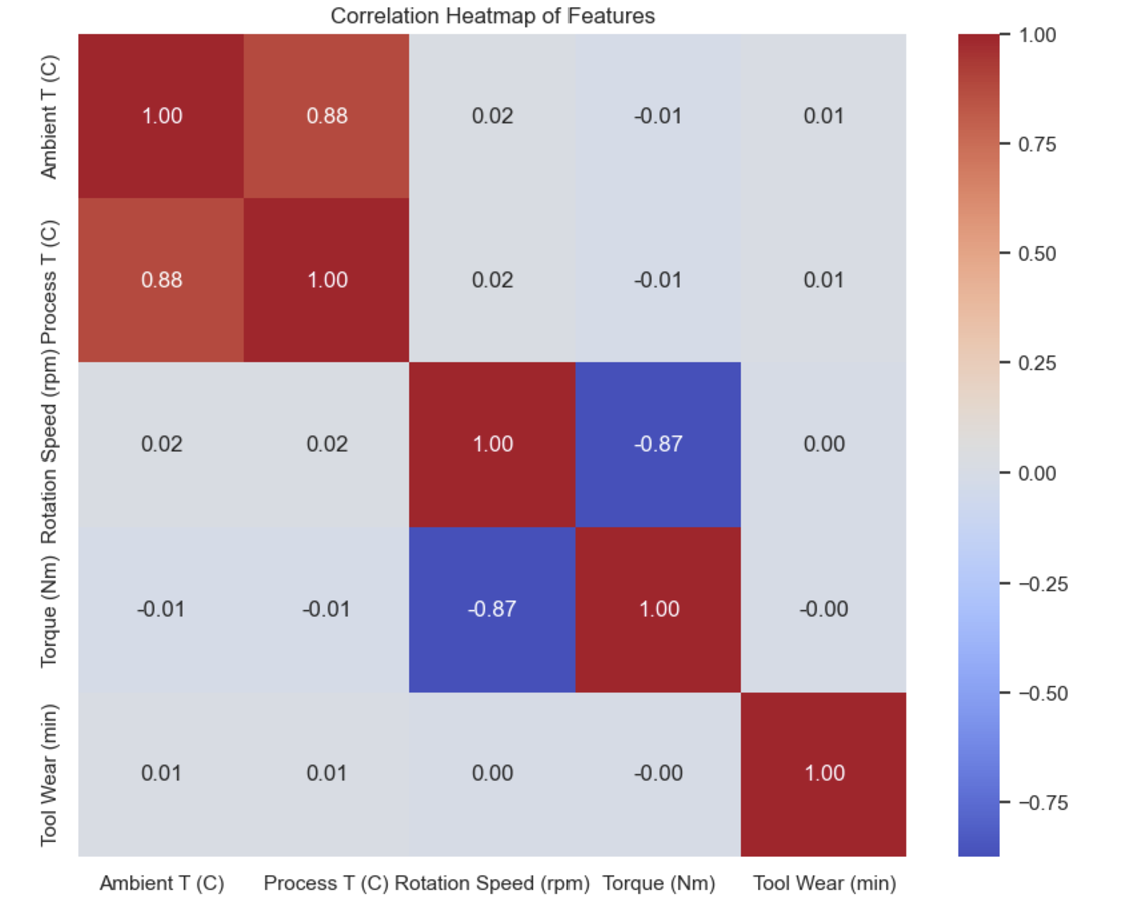 Correlation Heatmap of Features
Ambient T (C)
1.00 0.88 0.02 -0.01 0.01
Process T (C)
0.88 1.00 0.02 -0.01 0.01
Rotation Speed (rpm)
0.02 0.02 1.00 -0.87 0.00
Torque (Nm)
-0.01 -0.01 -0.87 1.00 -0.00
Tool Wear (min)
0.01 0.01 0.00 -0.00 1.00
Ambient T (C) Process T (C) Rotation Speed (rpm) Torque (Nm) Tool Wear (min)
1.00
0.75
0.50
0.25
0.00
−0.25
−0.50
−0.75